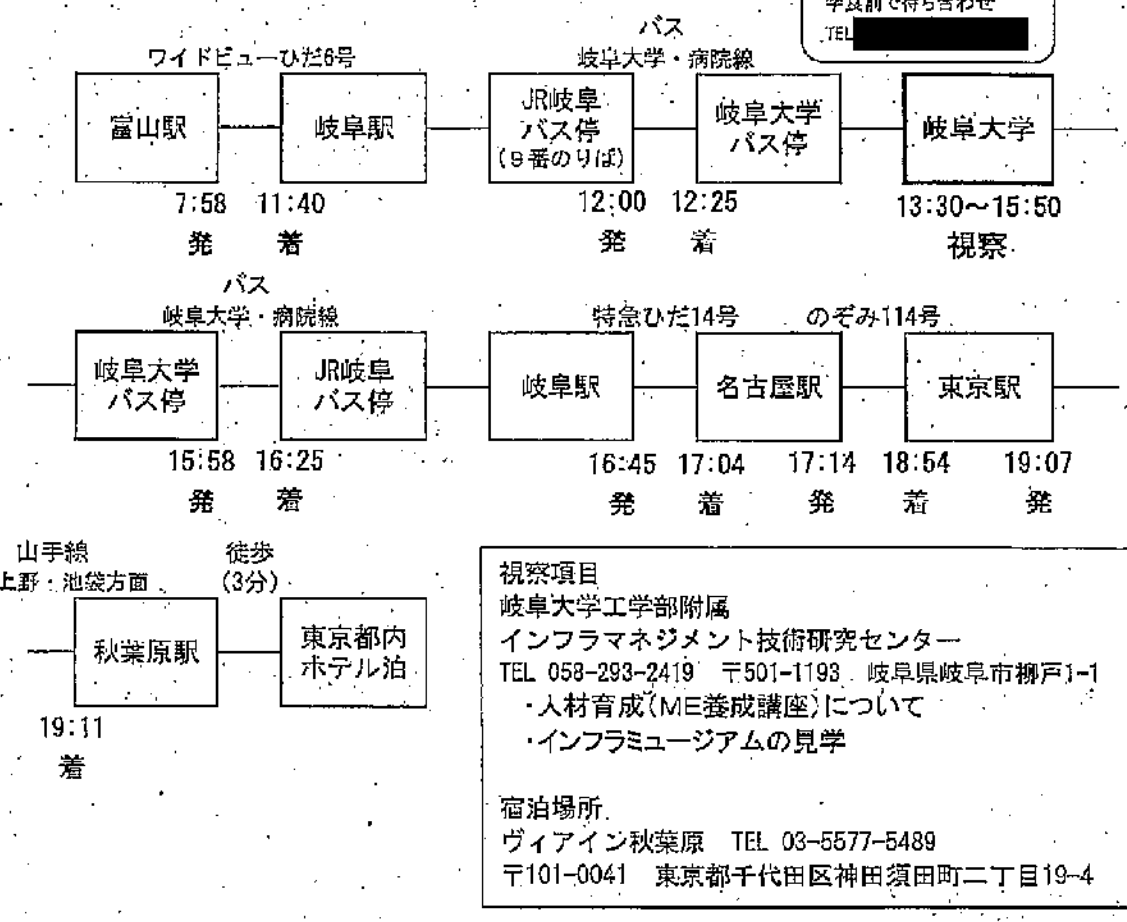 学食前で待ち合わせ
TEL
バス
ワイドビューひだ6号
岐阜大学・病院線
富山駅
岐阜駅
JR岐阜
バス停
(9番のりば)
岐阜大学
バス停
岐阜大学
7:58 11:40
12:00 12:25
13:30～15:50
発 着
発 着
視察
バス
岐阜大学・病院線
特急ひだ14号 のぞみ114号
岐阜大学
バス停
JR岐阜
バス停
岐阜駅
名古屋駅
東京駅
15:58 16:25
16:45 17:04 17:14 18:54 19:07
発 着
発 着 発 着 発
山手線
上野・池袋方面
徒歩
(3分)
秋葉原駅
東京都内
ホテル泊
19:11
着
視察項目
岐阜大学工学部附属
インフラマネジメント技術研究センター
TEL 058-293-2419 〒501-1193 岐阜県岐阜市柳戸1-1
・人材育成(ME養成講座)について
・インフラミュージアムの見学
宿泊場所
ヴィアイン秋葉原 TEL 03-5577-5489
〒101-0041 東京都千代田区神田須田町二丁目19-4